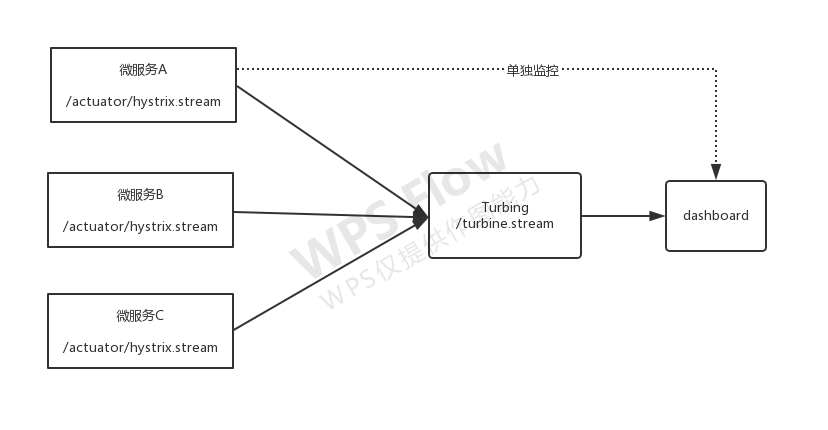 微服务A
/actuator/hystrix.stream
单独监控
微服务B
/actuator/hystrix.stream
Turbing
/turbine.stream
dashboard
微服务C
/actuator/hystrix.stream
WPS Flow
WPS仅提供作图能力